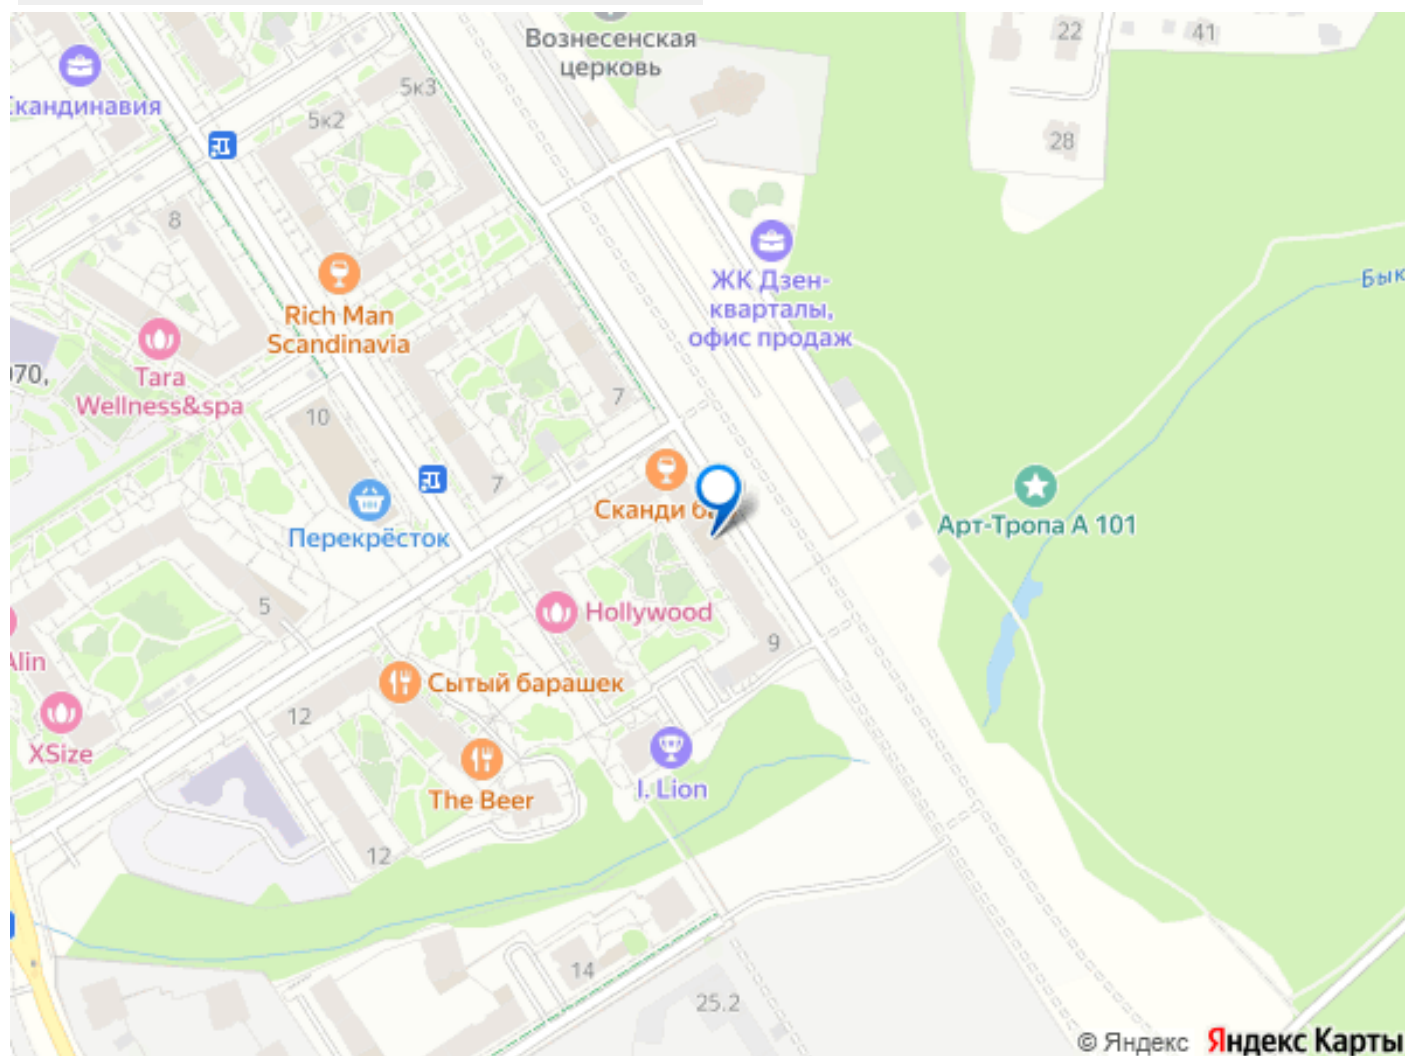 Вознесенская
церковь
22
41
5к3
Скандинавия
5к2
28
8
ЖК Дзен-
кварталы,
офис продаж
Бык
Rich Man
Scandinavia
Tara
Wellness&spa
070,
7
10
7
Сканди
Перекрёсток
Арт-Тропа А 101
5
Hollywood
9
Alin
Сытый барашек
12
XSize
The Beer
I. Lion
12
14
25.2
© Яндекс Яндекс Карты